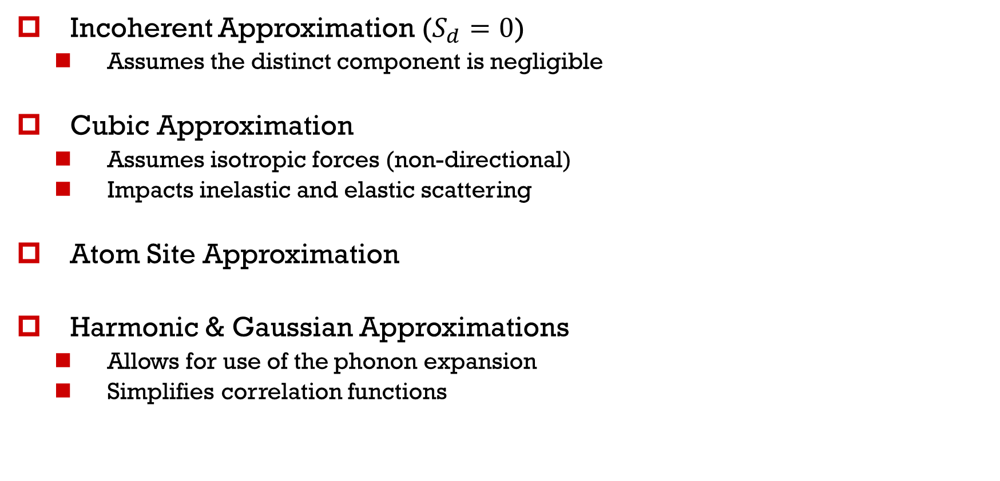 Incoherent Approximation (S_d = 0)
Assumes the distinct component is negligible
Cubic Approximation
Assumes isotropic forces (non-directional)
Impacts inelastic and elastic scattering
Atom Site Approximation
Harmonic & Gaussian Approximations
Allows for use of the phonon expansion
Simplifies correlation functions